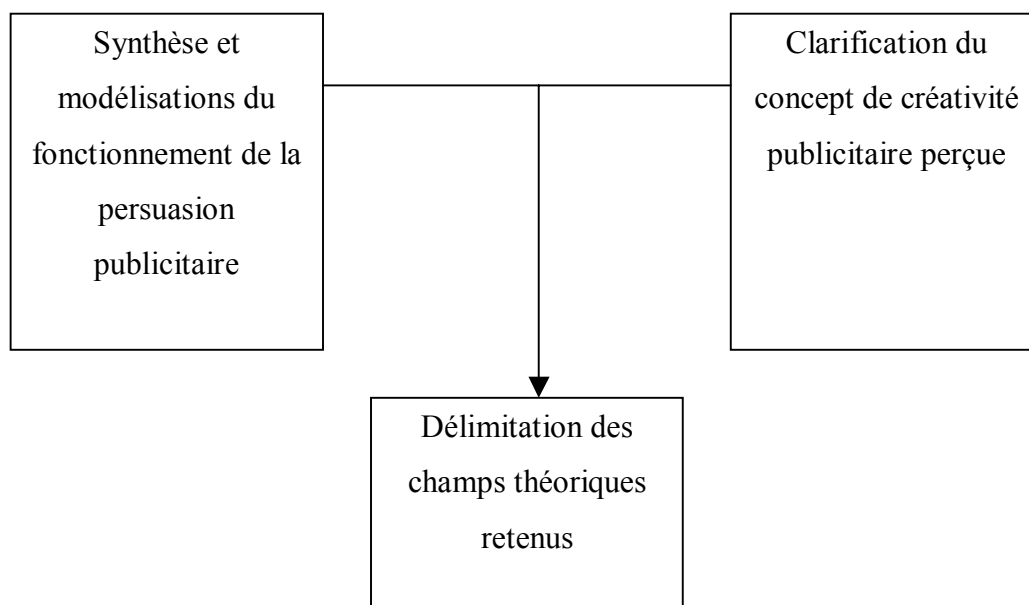 Synthèse et
modélisations du
fonctionnement de la
persuasion
publicitaire
Clarification du
concept de créativité
publicitaire perçue
Délimitation des
champs théoriques
retenus